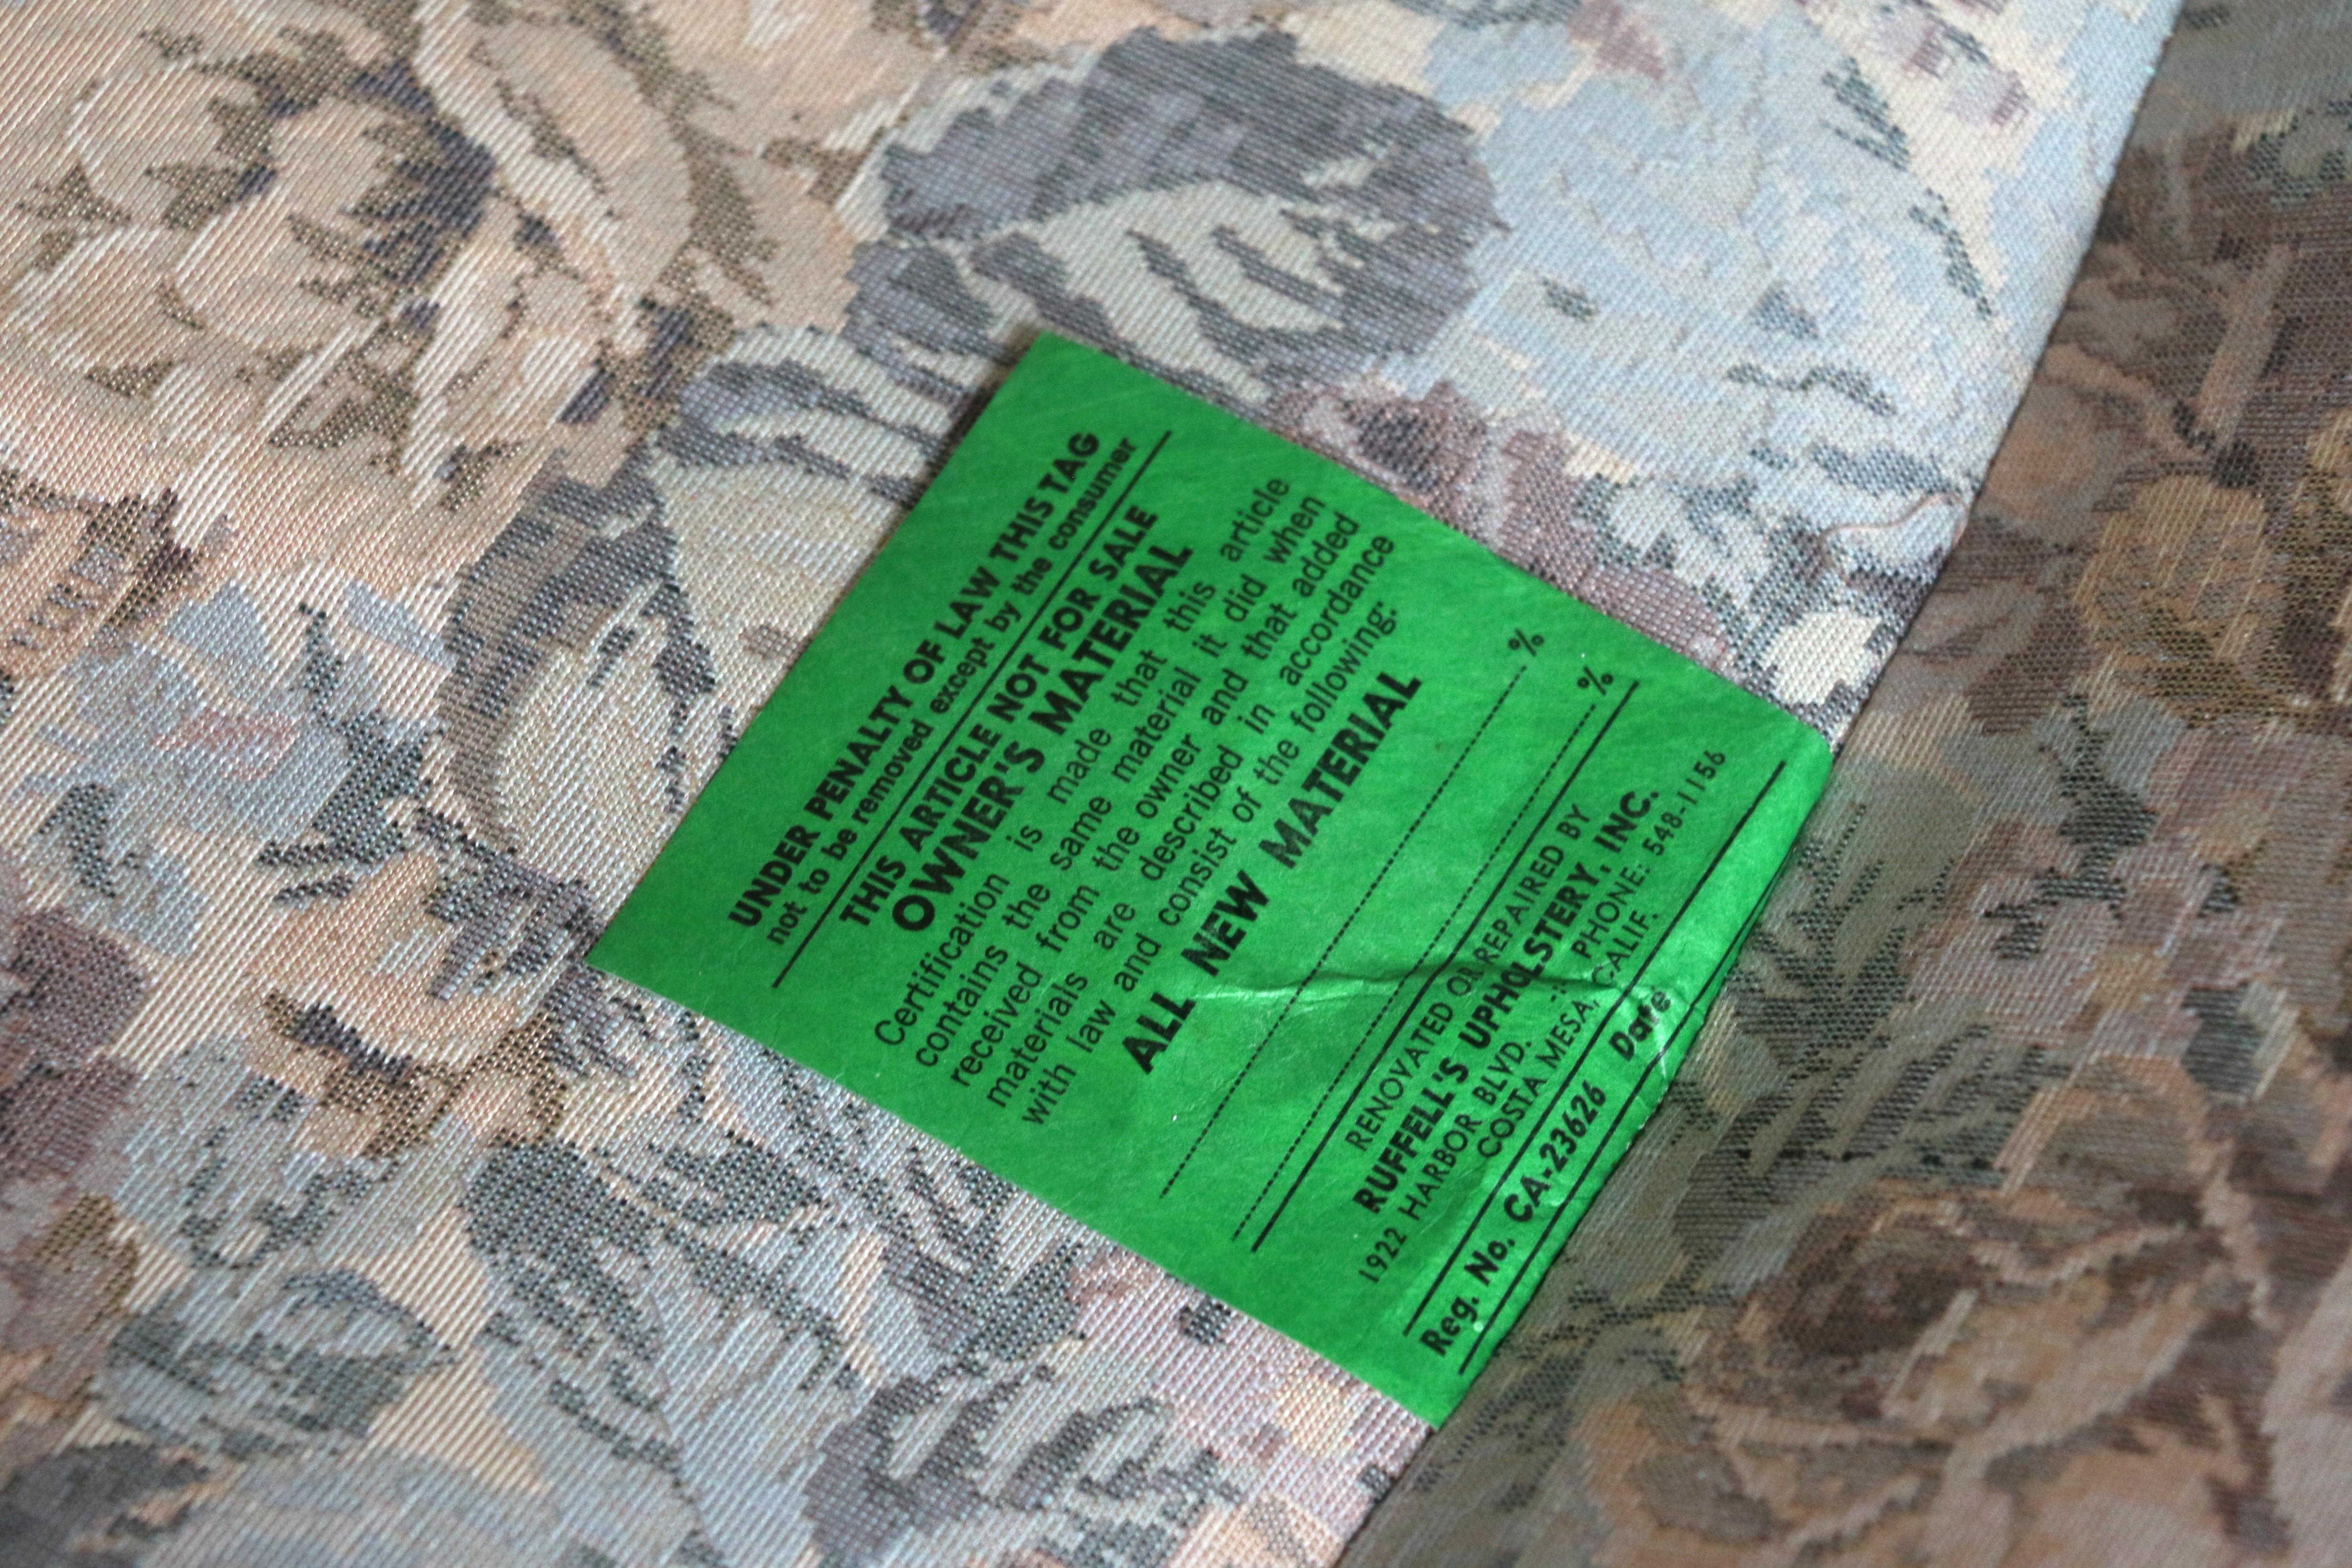 UNDER PENALTY OF LAW THIS TAG
not to be removed except by the consumer
THIS ARTICLE NOT FOR SALE
OWNER'S MATERIAL
Certification is made that this article
contains the same material it did when
received from the owner and that added
materials are described in accordance
with law and consist of the following:
ALL NEW MATERIAL
%
%
RENOVATED OR REPAIRED BY
RUFFELL'S UPHOLSTERY, INC.
1922 HARBOR BLVD. -:- PHONE: 548-1156
COSTA MESA, CALIF.
Reg. No. CA-23626 Date